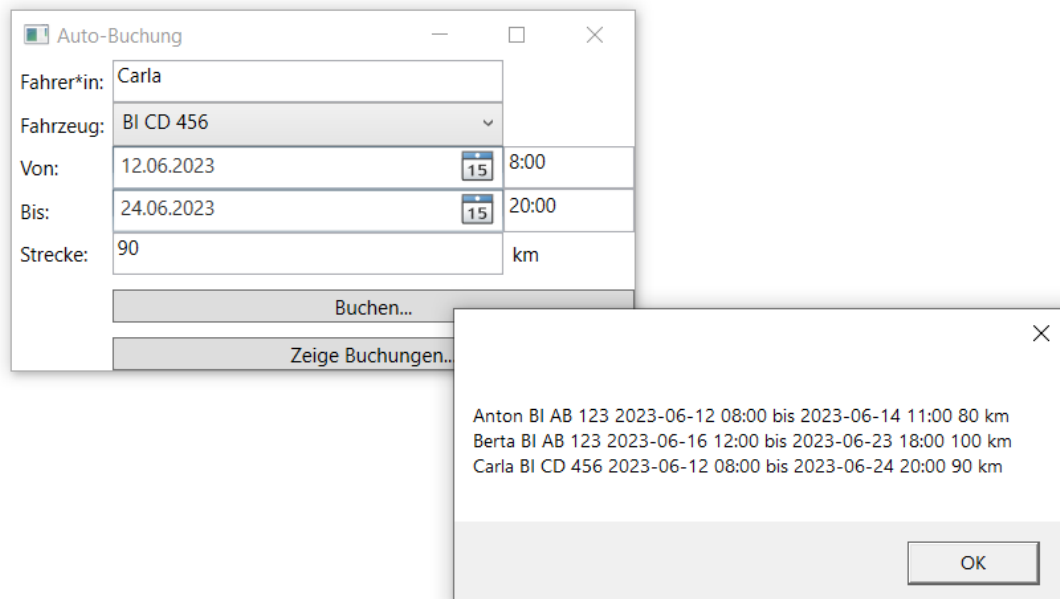 Auto-Buchung
Fahrer*in: Carla
Fahrzeug: BI CD 456
Von: 12.06.2023 15 8:00
Bis: 24.06.2023 15 20:00
Strecke: 90 km
Buchen...
Zeige Buchungen...
Anton BI AB 123 2023-06-12 08:00 bis 2023-06-14 11:00 80 km
Berta BI AB 123 2023-06-16 12:00 bis 2023-06-23 18:00 100 km
Carla BI CD 456 2023-06-12 08:00 bis 2023-06-24 20:00 90 km
OK